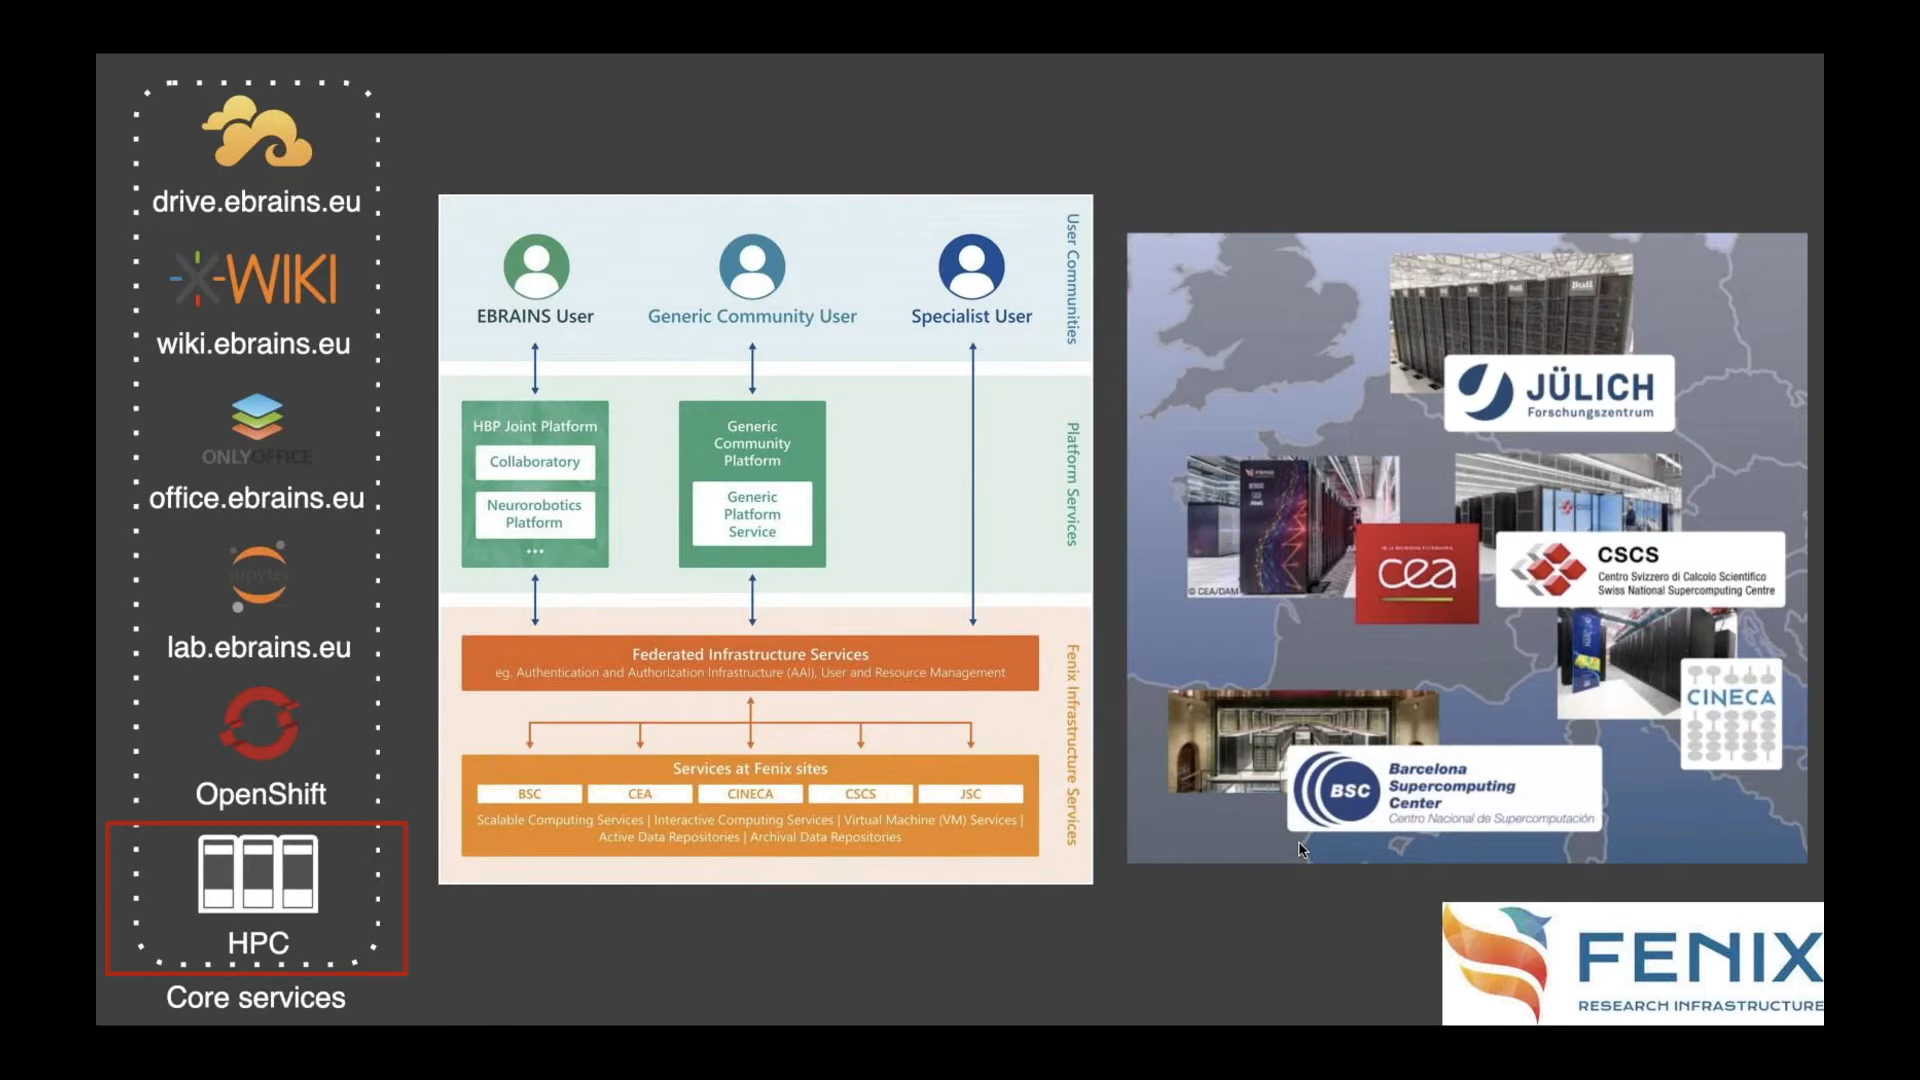 drive.ebrains.eu
X-WIKI
wiki.ebrains.eu
ONLYOFFICE
office.ebrains.eu
jupyter
lab.ebrains.eu
OpenShift
HPC
Core services
User Communities
EBRAINS User
Generic Community User
Specialist User
Platform Services
HBP Joint Platform
Collaboratory
Neurorobotics
Platform
...
Generic
Community
Platform
Generic
Platform
Service
Fenix Infrastructure Services
Federated Infrastructure Services
eg. Authentication and Authorization Infrastructure (AAI), User and Resource Management
Services at Fenix sites
BSC
CEA
CINECA
CSCS
JSC
Scalable Computing Services | Interactive Computing Services | Virtual Machine (VM) Services |
Active Data Repositories | Archival Data Repositories
Bull
JÜLICH
Forschungszentrum
© CEA/DAM
cea
CSCS
Centro Svizzero di Calcolo Scientifico
Swiss National Supercomputing Centre
CINECA
BSC
Barcelona
Supercomputing
Center
Centro Nacional de Supercomputación
FENIX
RESEARCH INFRASTRUCTURE